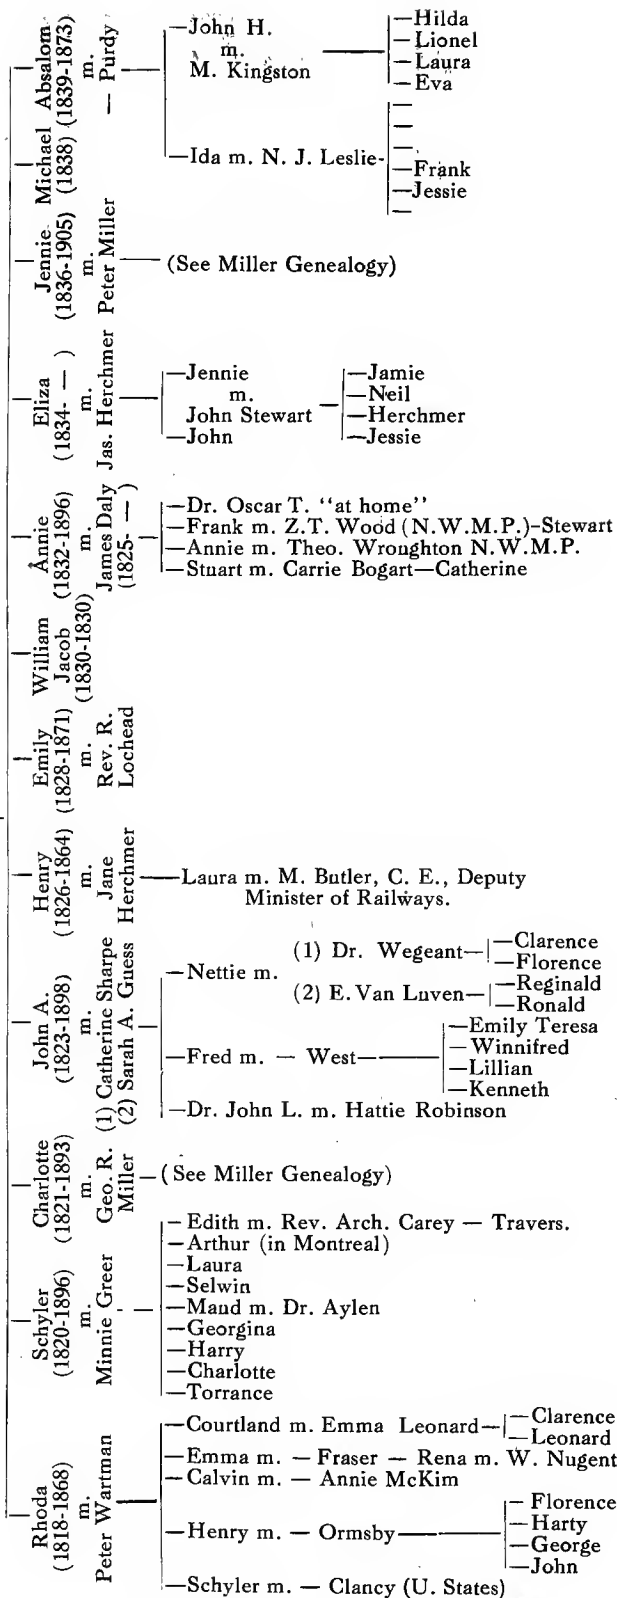 Absalom
(1839-1873)
m.
— Purdy
—John H.
m.
M. Kingston
—Hilda
—Lionel
—Laura
—Eva
—Ida m. N. J. Leslie-
—
—
—
—Frank
—Jessie
—
Michael
(1838)
Jennie
(1836-1905)
m.
Peter Miller
(See Miller Genealogy)
Eliza
(1834- — )
m.
Jas. Herchmer
—Jennie
m.
John Stewart
—John
—Jamie
—Neil
—Herchmer
—Jessie
Annie
(1832-1896)
m.
James Daly
(1825- — )
—Dr. Oscar T. “at home”
—Frank m. Z.T. Wood (N.W.M.P.)-Stewart
—Annie m. Theo. Wroughton N.W.M.P.
—Stuart m. Carrie Bogart—Catherine
William
Jacob
(1830-1830)
Emily
(1828-1871)
m.
Rev. R.
Lochead
Henry
(1826-1864)
m.
Jane
Herchmer
—Laura m. M. Butler, C. E., Deputy
Minister of Railways.
John A.
(1823-1898)
m.
(1) Catherine Sharpe
(2) Sarah A. Guess
—Nettie m.
(1) Dr. Wegeant—
—Clarence
—Florence
(2) E. Van Luven—
—Reginald
—Ronald
—Fred m. — West—
—Emily Teresa
—Winnifred
—Lillian
—Kenneth
—Dr. John L. m. Hattie Robinson
Charlotte
(1821-1893)
m.
Geo. R.
Miller
(See Miller Genealogy)
Schyler
(1820-1896)
m.
Minnie Greer
—Edith m. Rev. Arch. Carey — Travers.
—Arthur (in Montreal)
—Laura
—Selwin
—Maud m. Dr. Aylen
—Georgina
—Harry
—Charlotte
—Torrance
Rhoda
(1818-1868)
m.
Peter Wartman
—Courtland m. Emma Leonard—
—Clarence
—Leonard
—Emma m. — Fraser — Rena m. W. Nugent
—Calvin m. — Annie McKim
—Henry m. — Ormsby—
—Florence
—Harty
—George
—John
—Schyler m. — Clancy (U. States)